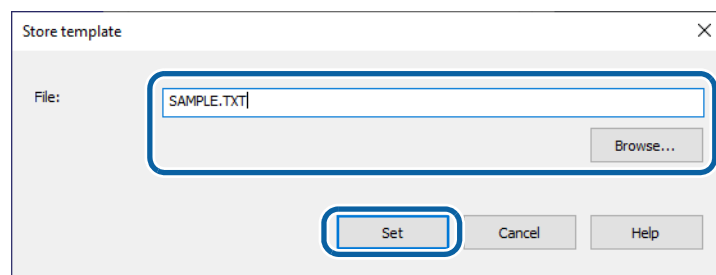 Store template
File:
SAMPLE.TXT
Browse...
Set Cancel Help